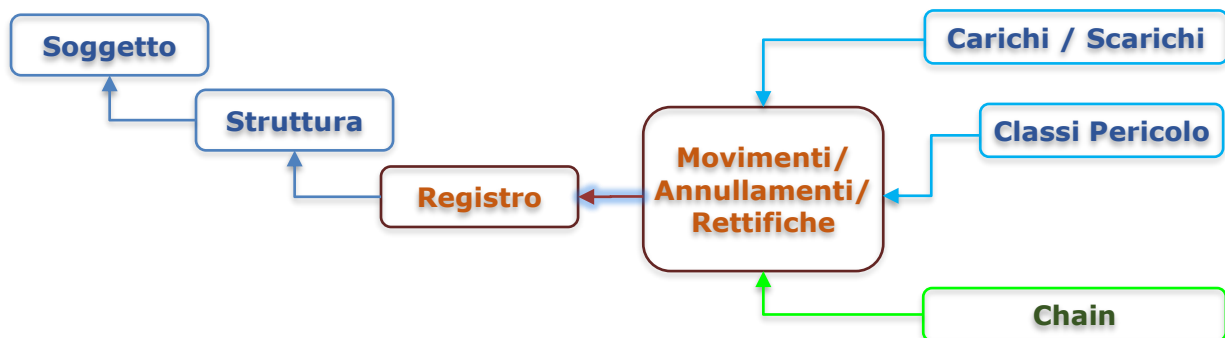 Soggetto
Carichi / Scarichi
Struttura
Classi Pericolo
Movimenti/
Annullamenti/
Rettifiche
Registro
Chain